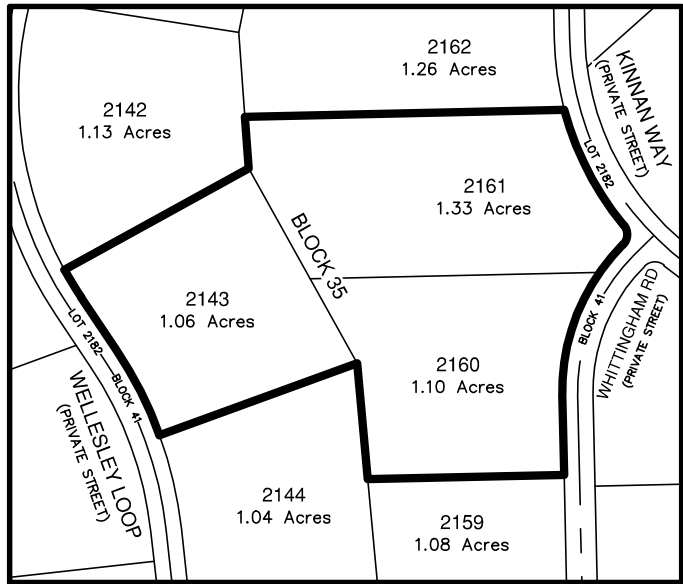 2162
1.26 Acres
KINNAN WAY
(PRIVATE STREET)
2142
1.13 Acres
LOT 2182
2161
1.33 Acres
BLOCK 35
2143
1.06 Acres
BLOCK 41
WHITTINGHAM RD
(PRIVATE STREET)
LOT 2182
BLOCK 41
2160
1.10 Acres
WELLESLEY LOOP
(PRIVATE STREET)
2144
1.04 Acres
2159
1.08 Acres